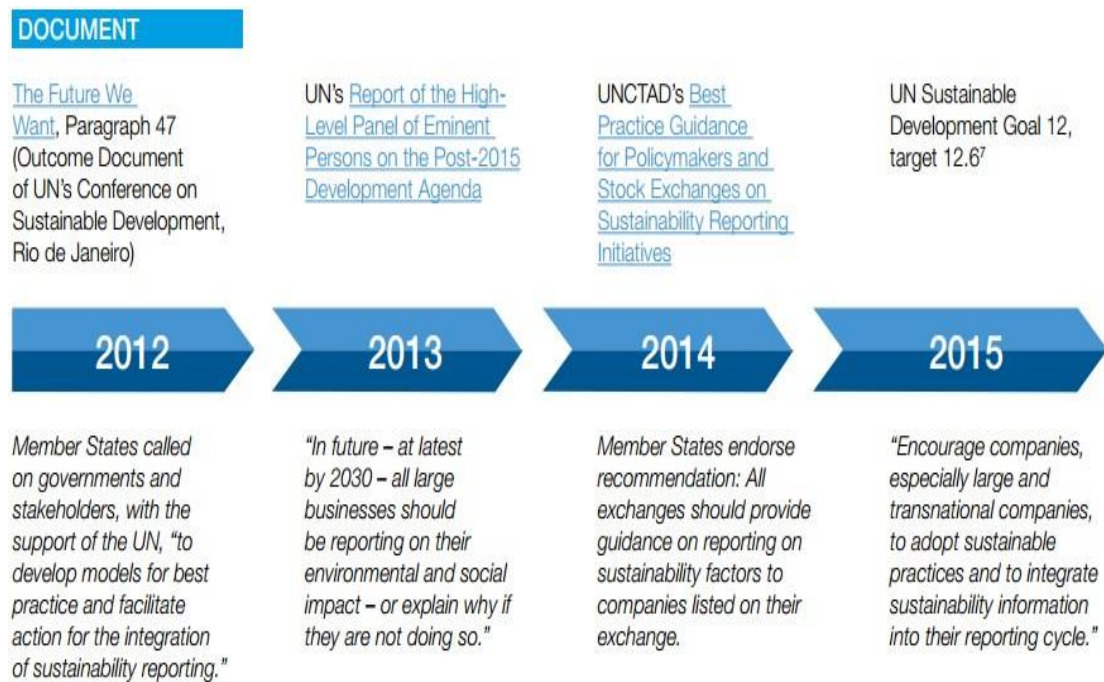 DOCUMENT
The Future We
Want, Paragraph 47
(Outcome Document
of UN's Conference on
Sustainable Development,
Rio de Janeiro)
UN's Report of the High-
Level Panel of Eminent
Persons on the Post-2015
Development Agenda
UNCTAD's Best
Practice Guidance
for Policymakers and
Stock Exchanges on
Sustainability Reporting
Initiatives
UN Sustainable
Development Goal 12,
target 12.6⁷
2012
2013
2014
2015
Member States called
on governments and
stakeholders, with the
support of the UN, “to
develop models for best
practice and facilitate
action for the integration
of sustainability reporting.”
“In future – at latest
by 2030 – all large
businesses should
be reporting on their
environmental and social
impact – or explain why if
they are not doing so.”
Member States endorse
recommendation: All
exchanges should provide
guidance on reporting on
sustainability factors to
companies listed on their
exchange.
“Encourage companies,
especially large and
transnational companies,
to adopt sustainable
practices and to integrate
sustainability information
into their reporting cycle.”